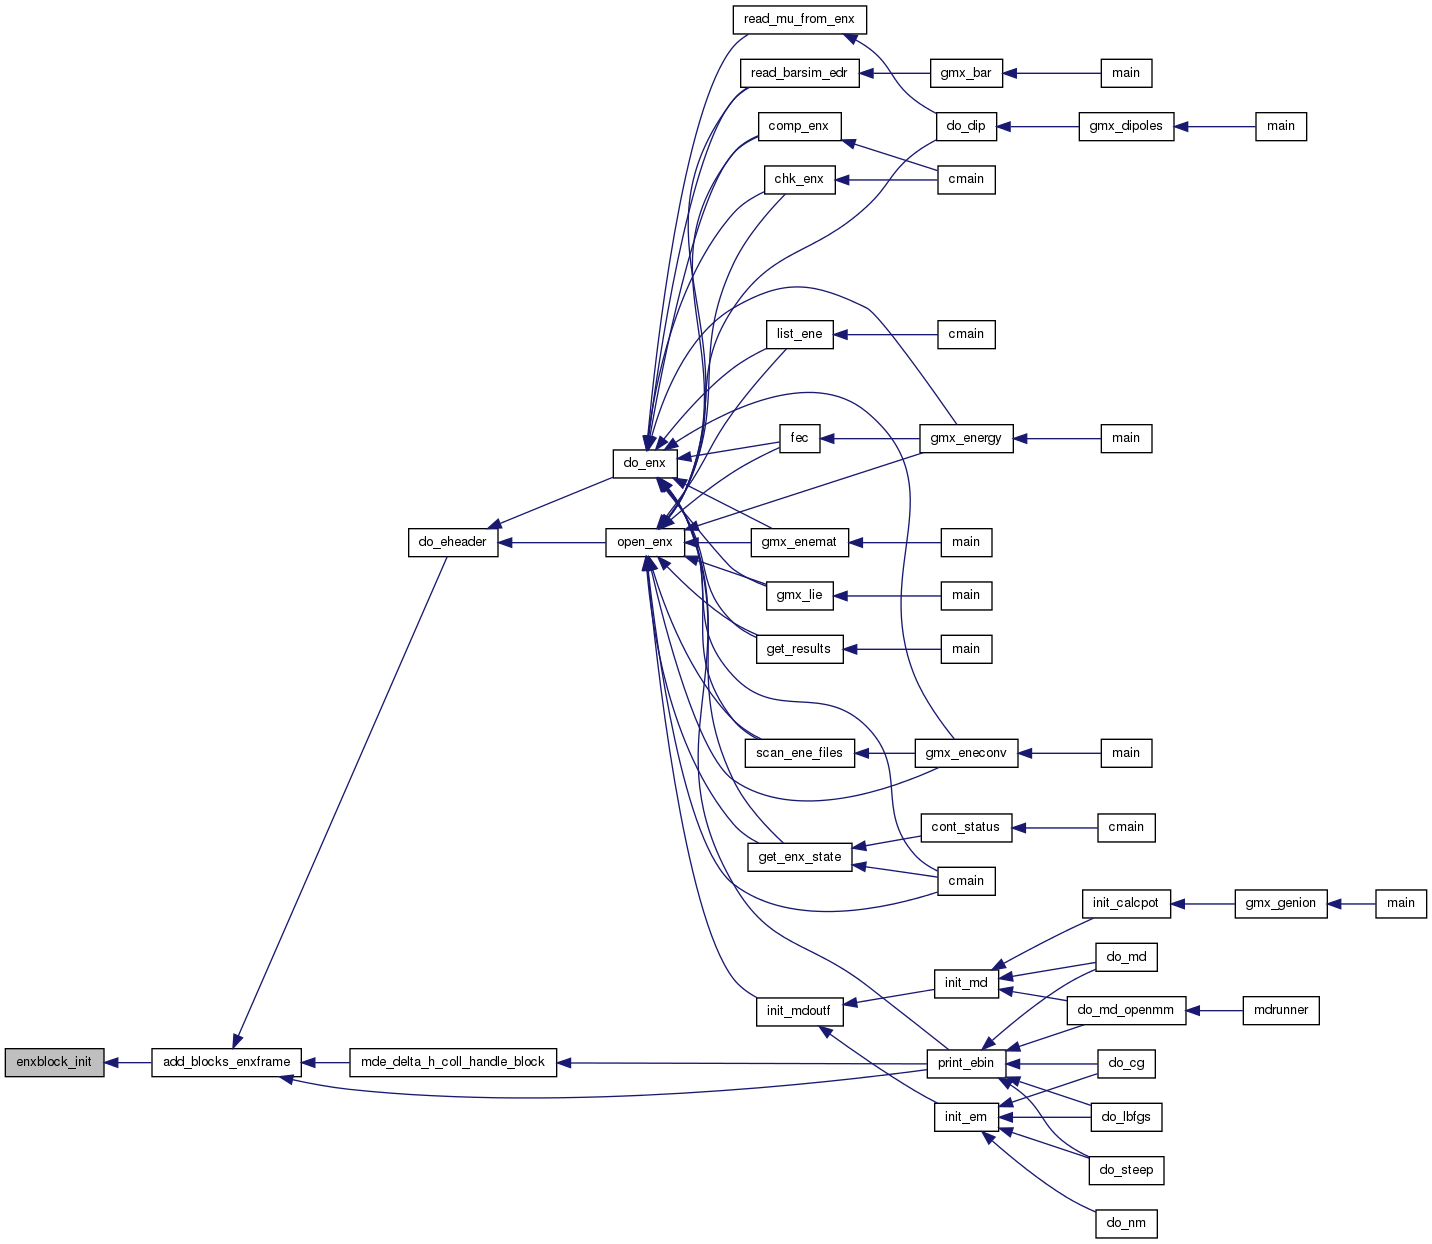 read_mu_from_enx
read_barsim_edr
gmx_bar
main
comp_enx
do_dip
gmx_dipoles
main
chk_enx
cmain
list_ene
cmain
fec
gmx_energy
main
do_enx
do_eheader
open_enx
gmx_enemat
main
gmx_lie
main
get_results
main
scan_ene_files
gmx_eneconv
main
cont_status
cmain
get_enx_state
cmain
init_calcpot
gmx_genion
main
do_md
init_md
init_mdoutf
do_md_openmm
mdrunner
enxblock_init
add_blocks_enxframe
mde_delta_h_coll_handle_block
print_ebin
do_cg
init_em
do_lbfgs
do_steep
do_nm